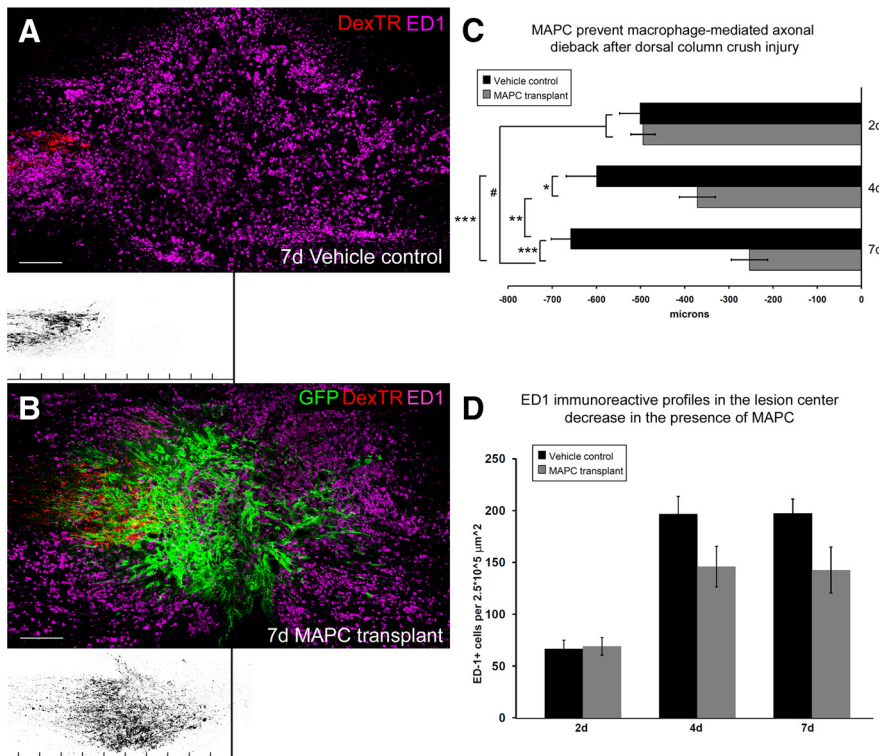 A
DexTR ED1
7d Vehicle control
B
GFP DexTR ED1
7d MAPC transplant
C
MAPC prevent macrophage-mediated axonal
dieback after dorsal column crush injury
Vehicle control
MAPC transplant
2d
4d
7d
*
**
***
#
***
-800 -700 -600 -500 -400 -300 -200 -100 0
microns
D
ED1 immunoreactive profiles in the lesion center
decrease in the presence of MAPC
Vehicle control
MAPC transplant
ED-1+ cells per 2.5*10^5 µm^2
250
200
150
100
50
0
2d 4d 7d